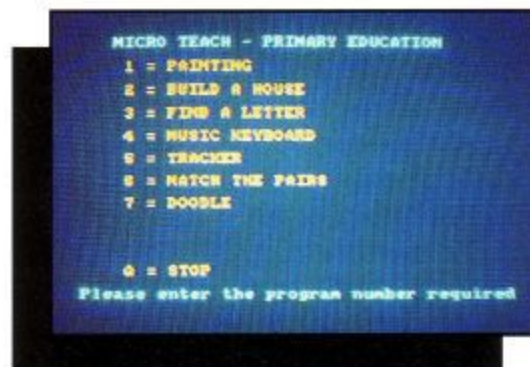 MICRO TEACH - PRIMARY EDUCATION
1 = PAINTING
2 = BUILD A HOUSE
3 = FIND A LETTER
4 = MUSIC KEYBOARD
5 = TRACKER
6 = MATCH THE PAIRS
7 = DOODLE
Q = STOP
Please enter the program number required